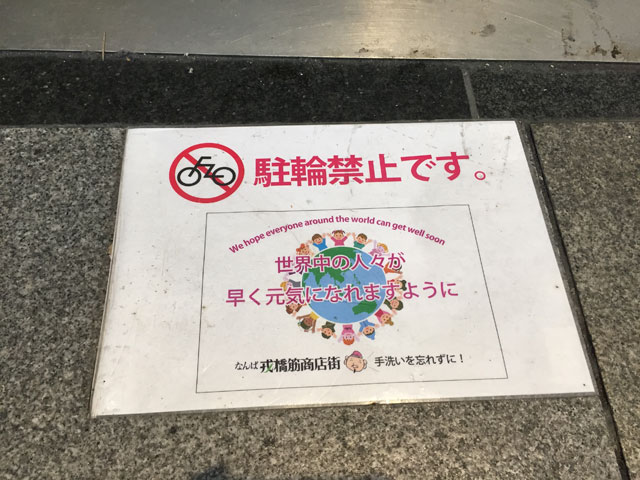 駐輪禁止です。
We hope everyone around the world can get well soon
世界中の人々が
早く元気になれますように
なんば 戎橋筋商店街 手洗いを忘れずに！